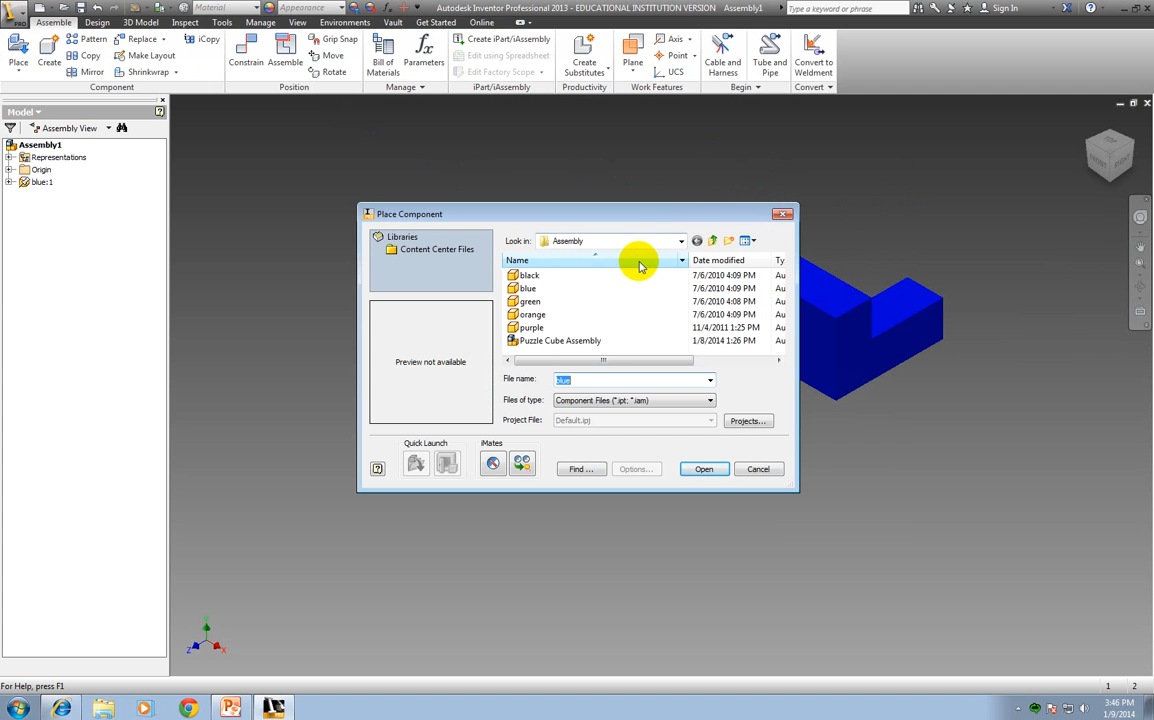 Material
Appearance
Autodesk Inventor Professional 2013 - EDUCATIONAL INSTITUTION VERSION   Assembly1
Type a keyword or phrase
Sign In
PRO
Assemble
Design
3D Model
Inspect
Tools
Manage
View
Environments
Vault
Get Started
Online
Place
Create
Pattern
Copy
Mirror
Replace
Make Layout
Shrinkwrap
iCopy
Component
Constrain
Assemble
Grip Snap
Move
Rotate
Position
Bill of Materials
Parameters
Manage
Create iPart/iAssembly
Edit using Spreadsheet
Edit Factory Scope
iPart/iAssembly
Create Substitutes
Productivity
Plane
Axis
Point
UCS
Work Features
Cable and Harness
Tube and Pipe
Begin
Convert to Weldment
Convert
Model
Assembly View
Assembly1
Representations
Origin
blue:1
TOP
FRONT
RIGHT
Place Component
Libraries
Content Center Files
Look in:
Assembly
Name
Date modified
Ty
black 7/6/2010 4:09 PM Au
blue 7/6/2010 4:09 PM Au
green 7/6/2010 4:08 PM Au
orange 7/6/2010 4:09 PM Au
purple 11/4/2011 1:25 PM Au
Puzzle Cube Assembly 1/8/2014 1:26 PM Au
Preview not available
File name: blue
Files of type: Component Files (*.ipt; *.iam)
Project File: Default.ipj
Projects...
Quick Launch
iMates
Find ...
Options...
Open
Cancel
Y
Z
X
For Help, press F1
1
2
3:46 PM
1/9/2014